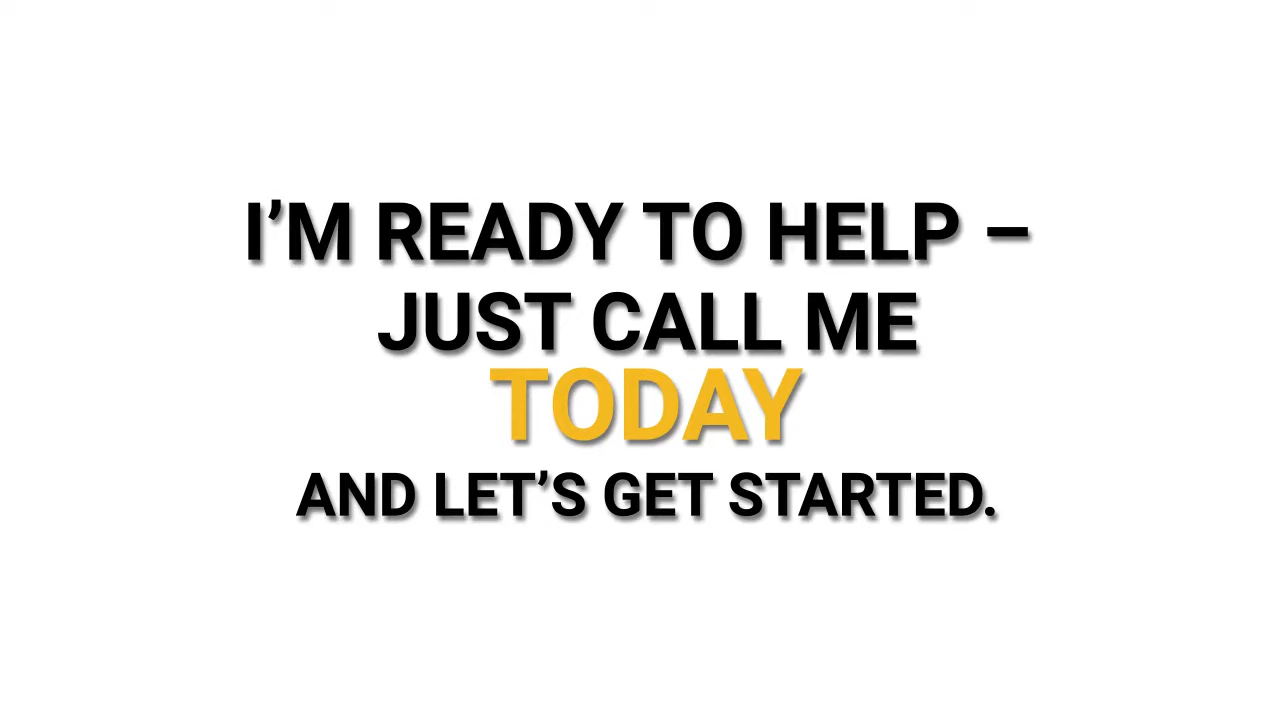 I’M READY TO HELP –
JUST CALL ME
TODAY
AND LET’S GET STARTED.